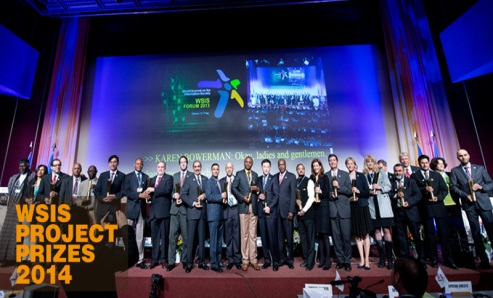 WSIS
FORUM 2013
>> KAREN BOWERMAN: Okay, ladies and gentlemen
WSIS
PROJECT
PRIZES
2014